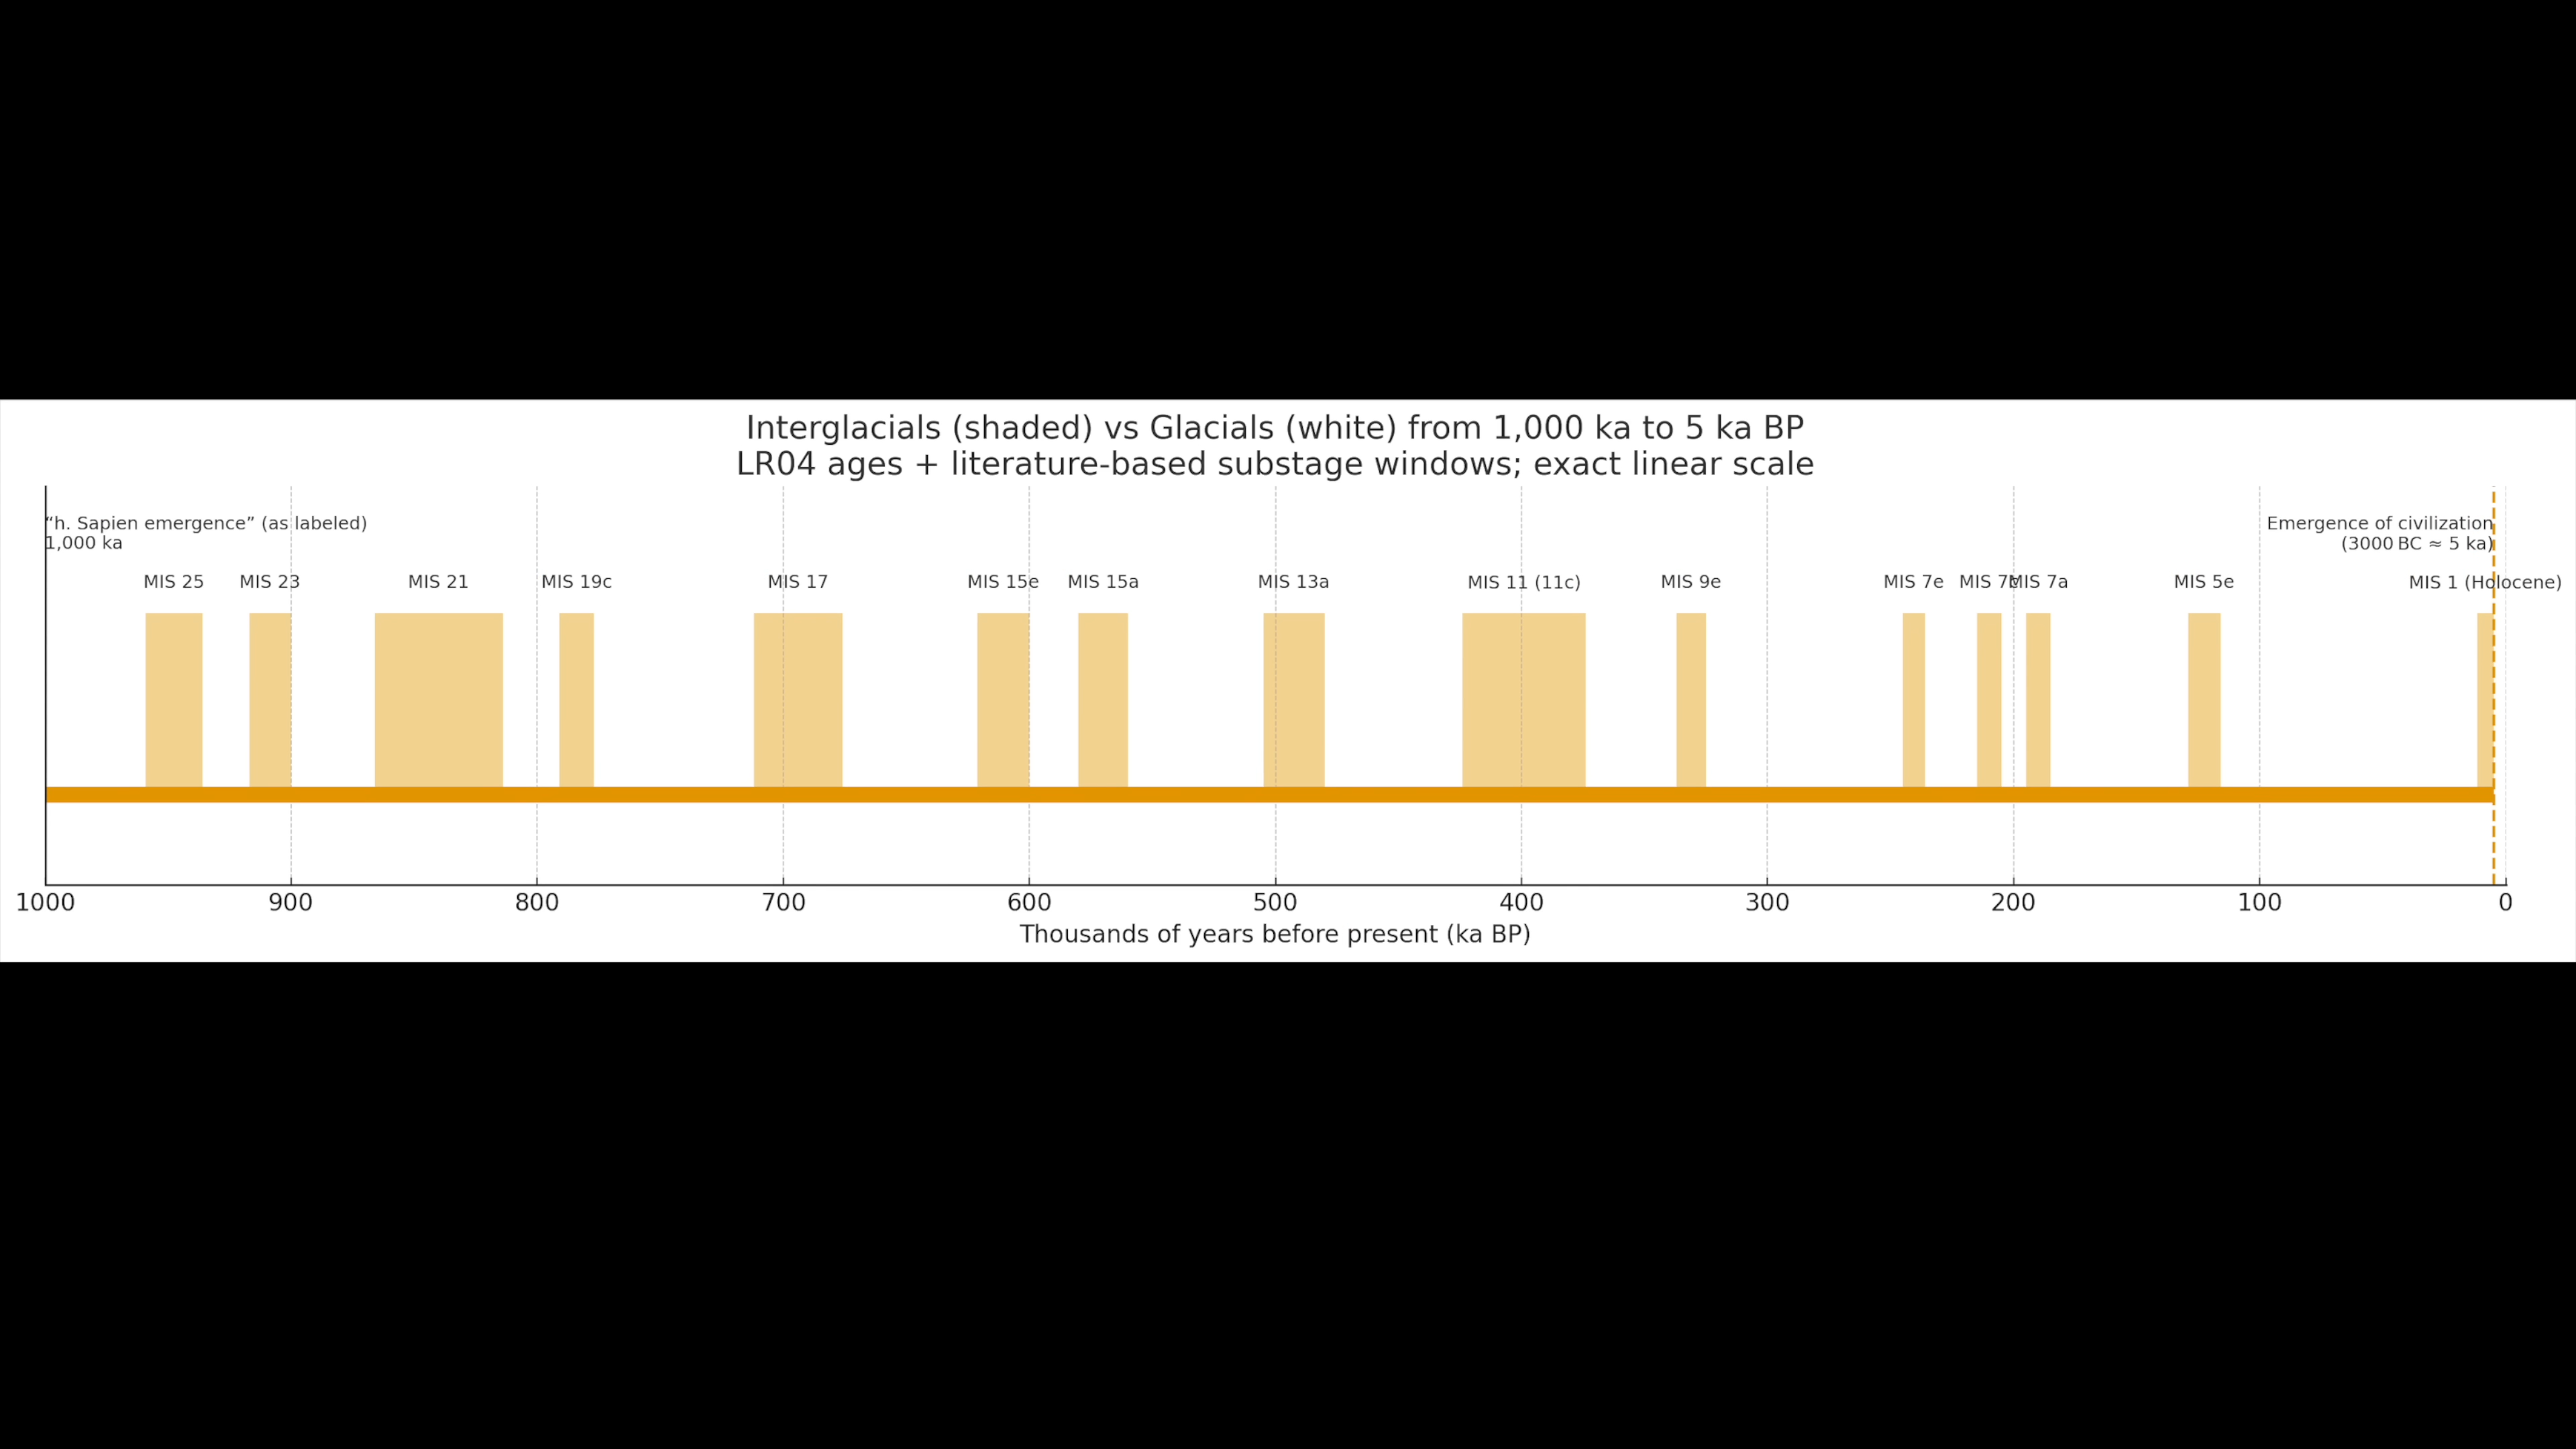 Interglacials (shaded) vs Glacials (white) from 1,000 ka to 5 ka BP
LR04 ages + literature-based substage windows; exact linear scale
“h. Sapien emergence” (as labeled)
1,000 ka
Emergence of civilization
(3000 BC ≈ 5 ka)
MIS 25 MIS 23 MIS 21 MIS 19c MIS 17 MIS 15e MIS 15a MIS 13a MIS 11 (11c) MIS 9e MIS 7e MIS MIS 7a MIS 5e MIS 1 (Holocene)
1000 900 800 700 600 500 400 300 200 100 0
Thousands of years before present (ka BP)